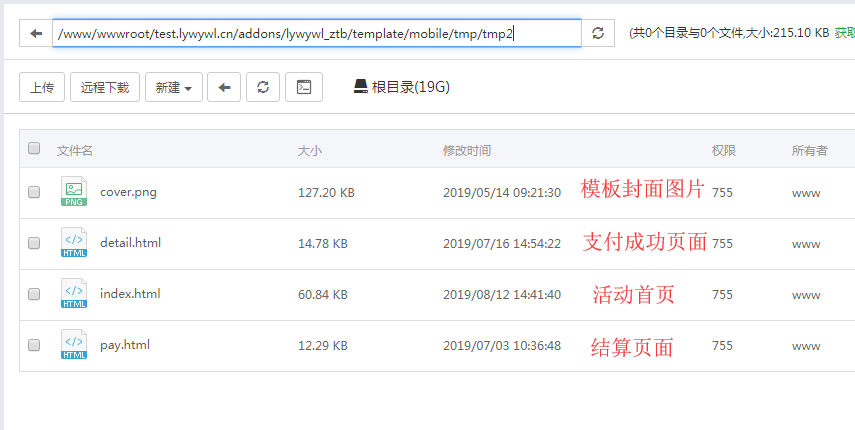 /www/wwwroot/test.lywywl.cn/addons/lywywl_ztb/template/mobile/tmp/tmp2 (共0个目录与0个文件,大小:215.10 KB 获取
上传 远程下载 新建 根目录(19G)
文件名 大小 修改时间 权限 所有者
PNG cover.png 127.20 KB 2019/05/14 09:21:30 模板封面图片 755 www
HTML detail.html 14.78 KB 2019/07/16 14:54:22 支付成功页面 755 www
HTML index.html 60.84 KB 2019/08/12 14:41:40 活动首页 755 www
HTML pay.html 12.29 KB 2019/07/03 10:36:48 结算页面 755 www